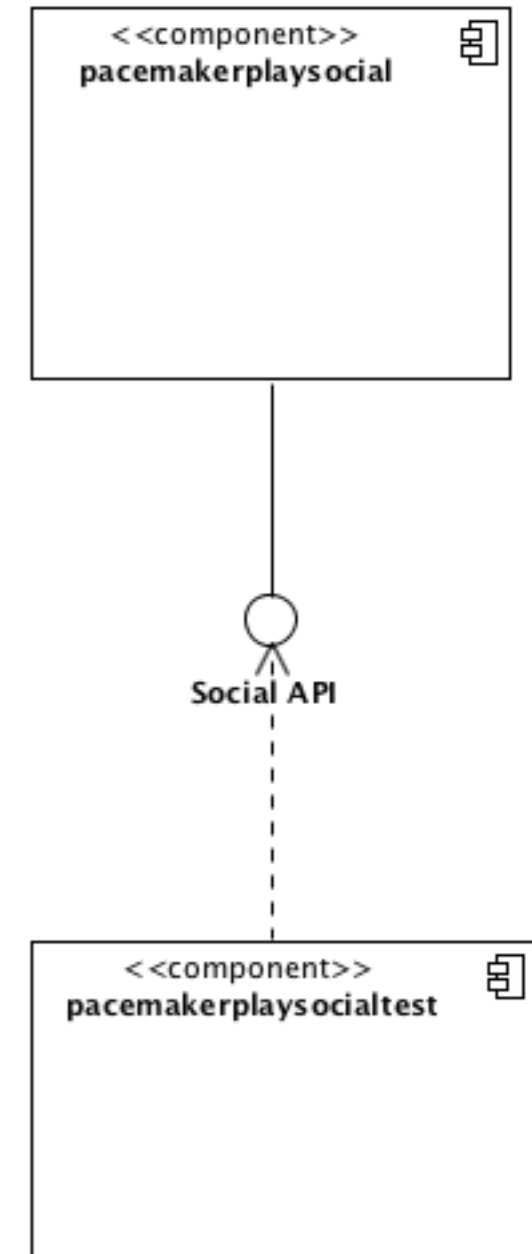 <<component>>
pacemakerplaysocial
Social API
<<component>>
pacemakerplaysocialtest